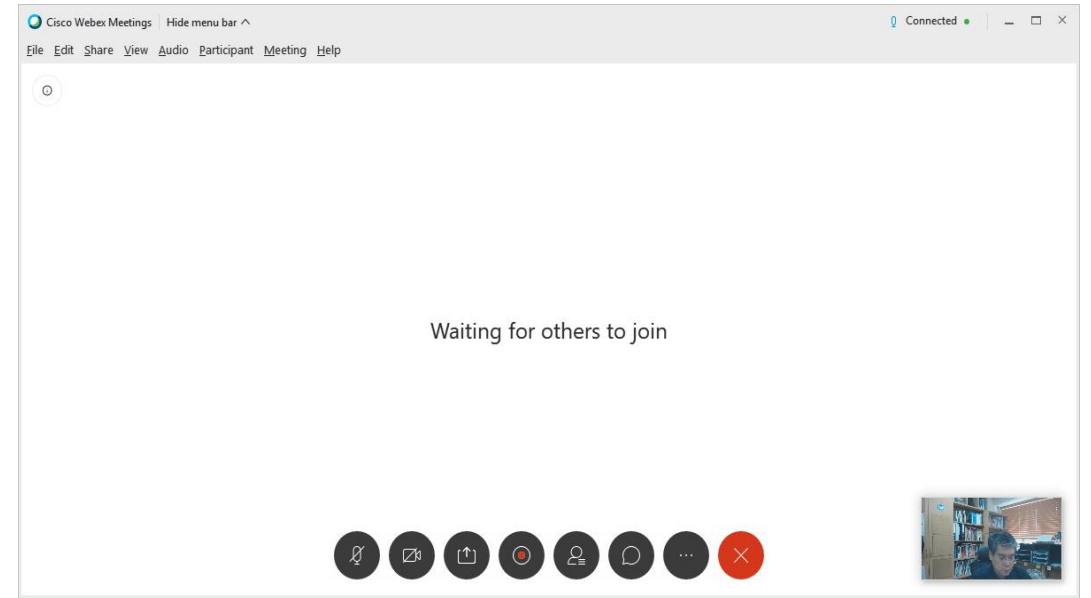 Cisco Webex Meetings Hide menu bar Connected
File Edit Share View Audio Participant Meeting Help
Waiting for others to join